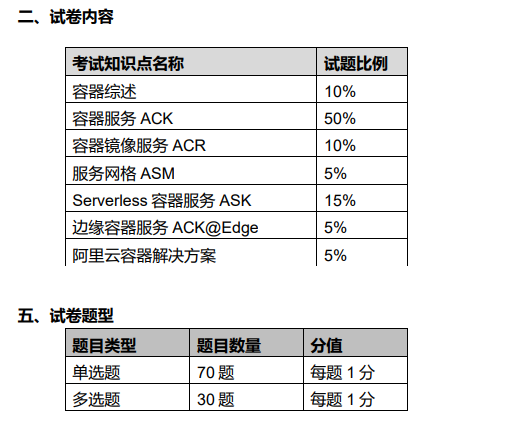 二、试卷内容
考试知识点名称 试题比例
容器综述 10%
容器服务 ACK 50%
容器镜像服务 ACR 10%
服务网格 ASM 5%
Serverless 容器服务 ASK 15%
边缘容器服务 ACK@Edge 5%
阿里云容器解决方案 5%
五、试卷题型
题目类型 题目数量 分值
单选题 70 题 每题 1 分
多选题 30 题 每题 1 分